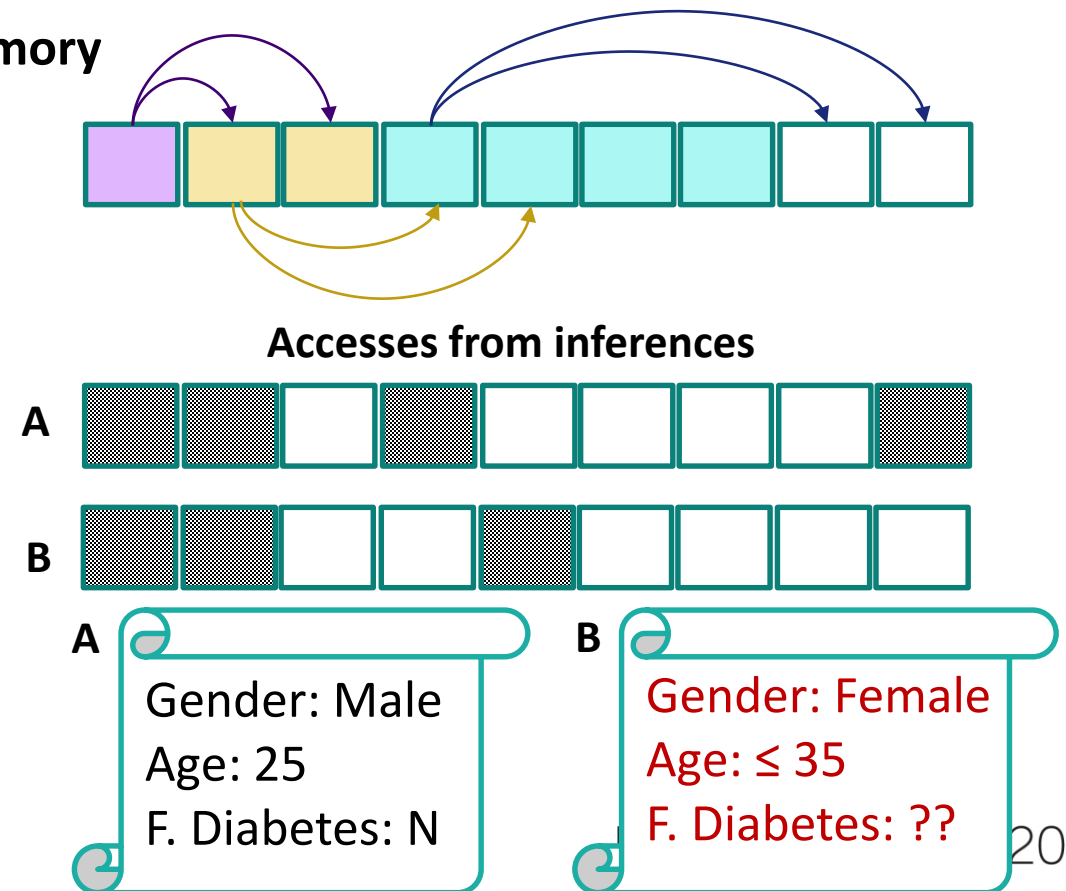 mory
Accesses from inferences
A
B
A
Gender: Male
Age: 25
F. Diabetes: N
B
Gender: Female
Age: ≤ 35
F. Diabetes: ??
20